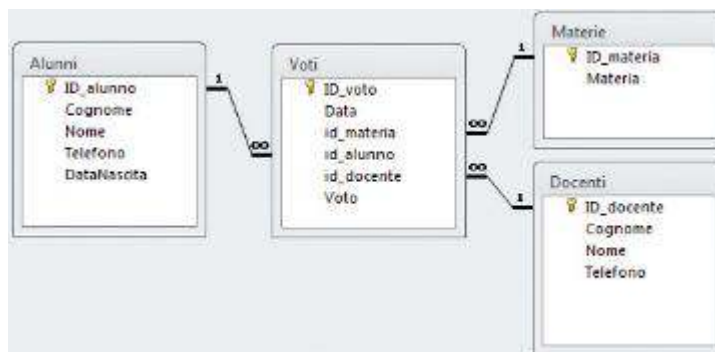 Alunni
ID_alunno
Cognome
Nome
Telefono
DataNascita
1
∞
Voti
ID_voto
Data
id_materia
id_alunno
id_docente
Voto
∞
1
∞
1
Materie
ID_materia
Materia
Docenti
ID_docente
Cognome
Nome
Telefono